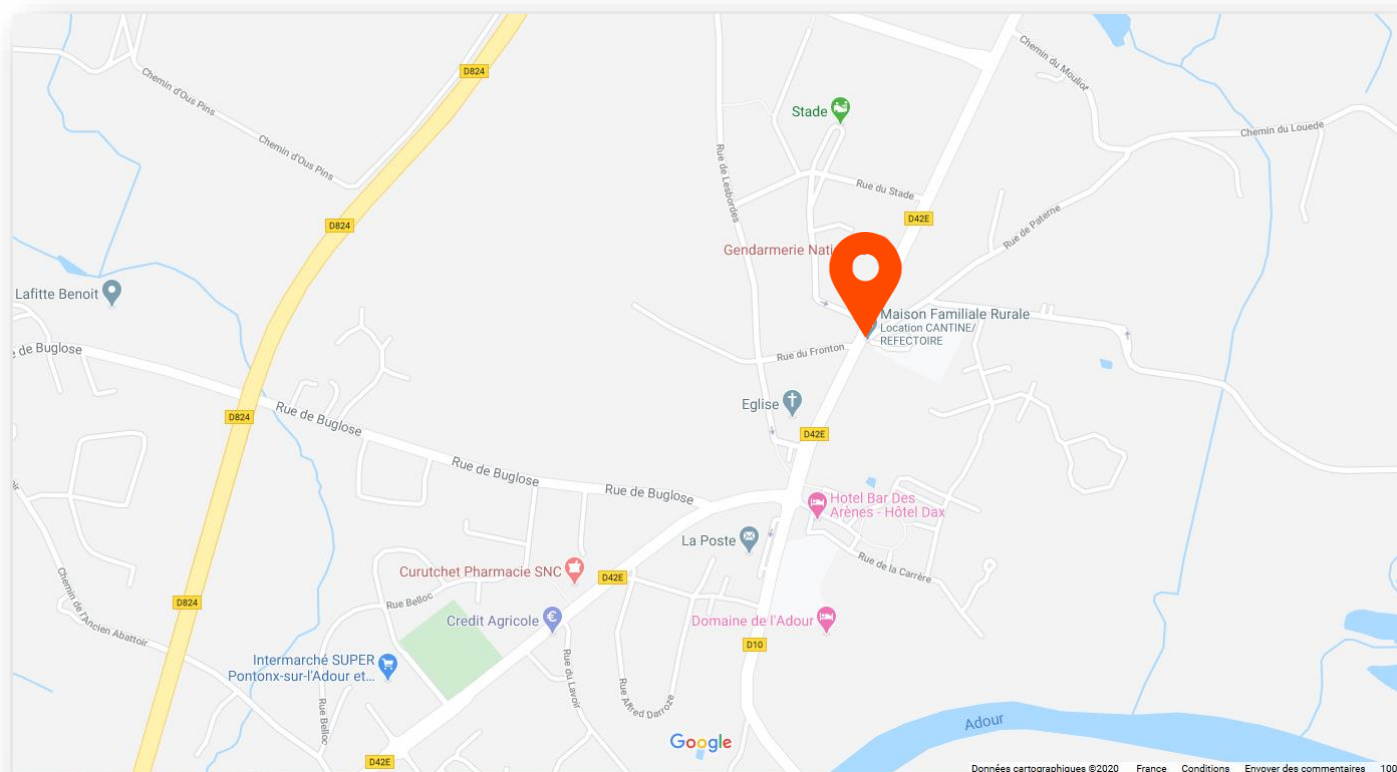 Chemin du Mouliot
D824
Chemin d'Ous Pins
Stade
Chemin du Louede
Chemin d'Ous Pins
Rue de Lesbordes
Rue du Stade
D42E
D824
Rue de Paterne
Gendarmerie Nati
Lafitte Benoit
Maison Familiale Rurale
Location CANTINE/
REFECTOIRE
de Buglose
Rue du Fronton
Eglise
D824
Rue de Buglose
D42E
Rue de Buglose
Rue de Buglose
Hotel Bar Des
Arènes - Hôtel Dax
La Poste
Rue de la Carrère
Curutchet Pharmacie SNC
D42E
Chemin de l'Ancien Abattoir
D824
Rue Belloc
Credit Agricole
Domaine de l'Adour
D10
Intermarché SUPER
Pontonx-sur-l'Adour et...
Rue du Lavoir
Rue Alfred Darroze
Rue Belloc
Adour
Google
D42E
Données cartographiques ©2020 France Conditions Envoyer des commentaires 100